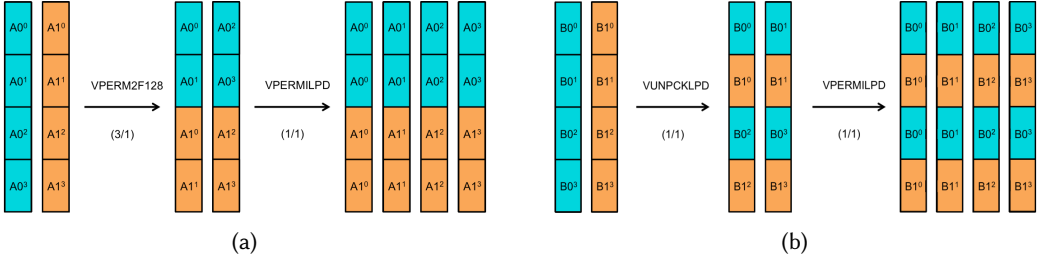 A0⁰ A1⁰ A0⁰ A0² A0⁰ A0¹ A0² A0³
A0¹ A1¹ A0¹ A0³ A0⁰ A0¹ A0² A0³
VPERM2F128 VPERMILPD
(3/1) (1/1)
A0² A1² A1⁰ A1² A1⁰ A1¹ A1² A1³
A0³ A1³ A1¹ A1³ A1⁰ A1¹ A1² A1³
(a)
B0⁰ B1⁰ B0⁰ B0¹ B0⁰ B0¹ B0² B0³
B0¹ B1¹ B1⁰ B1¹ B1⁰ B1¹ B1² B1³
VUNPCKLPD VPERMILPD
(1/1) (1/1)
B0² B1² B0² B0³ B0⁰ B0¹ B0² B0³
B0³ B1³ B1² B1³ B1⁰ B1¹ B1² B1³
(b)